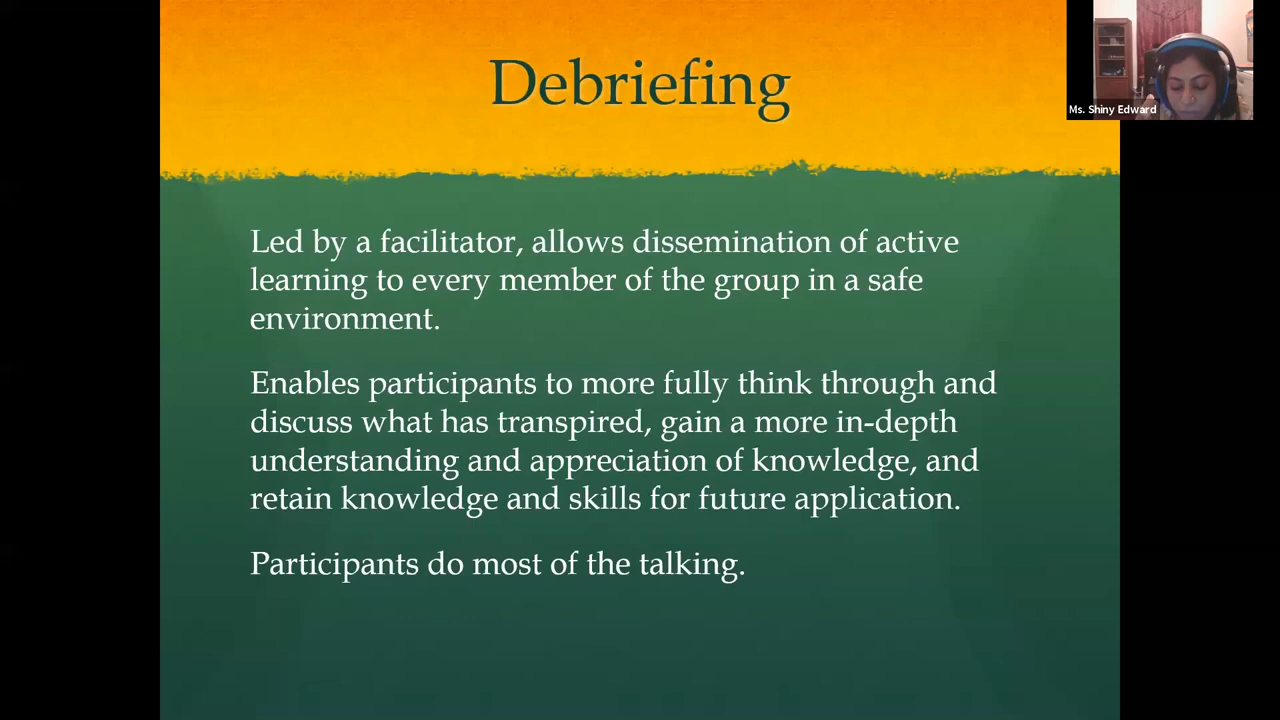 Debriefing
Ms. Shiny Edward
Led by a facilitator, allows dissemination of active
learning to every member of the group in a safe
environment.
Enables participants to more fully think through and
discuss what has transpired, gain a more in-depth
understanding and appreciation of knowledge, and
retain knowledge and skills for future application.
Participants do most of the talking.